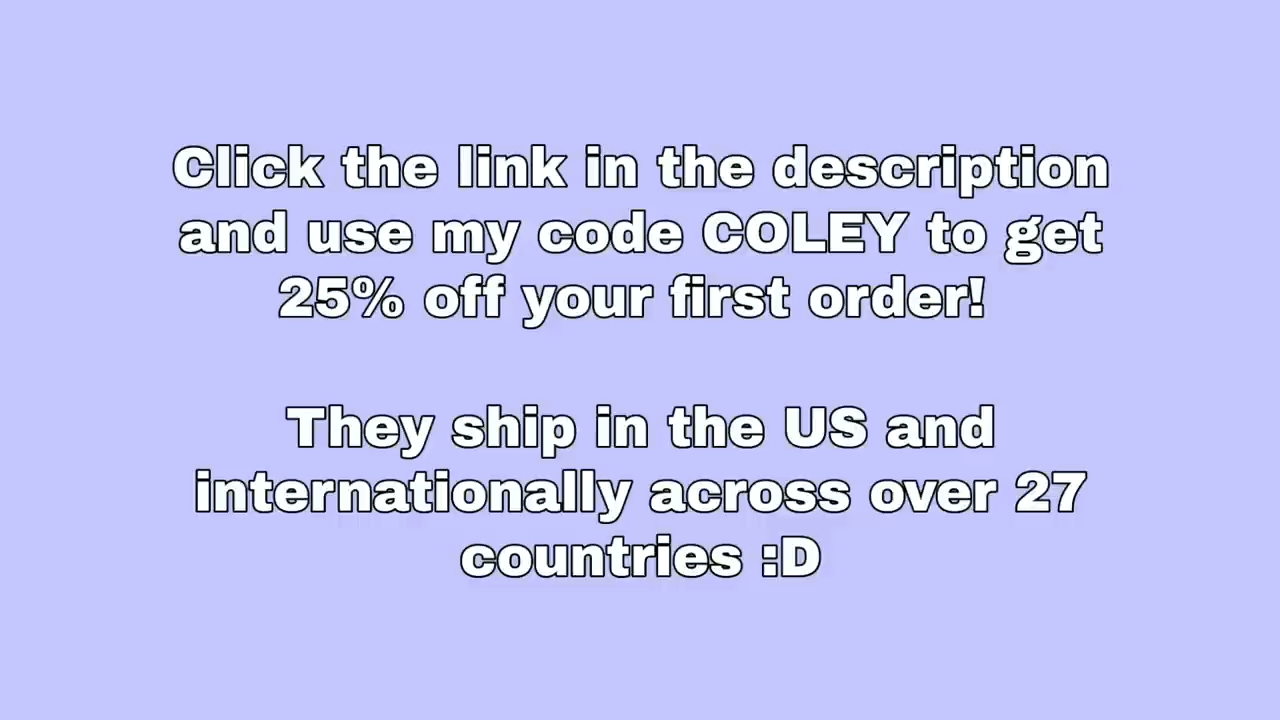 Click the link in the description
and use my code COLEY to get
25% off your first order!
They ship in the US and
internationally across over 27
countries :D